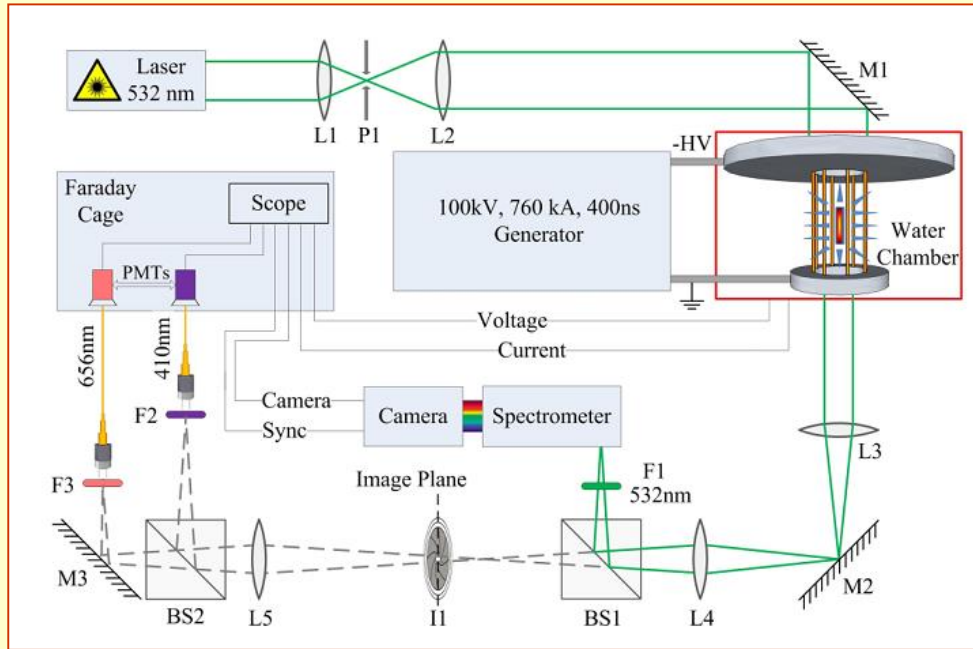 Laser
532 nm
L1
P1
L2
M1
-HV
Faraday
Cage
Scope
100kV, 760 kA, 400ns
Generator
Water
Chamber
PMTs
656nm
410nm
Voltage
Current
Camera
Sync
Camera
Spectrometer
F2
L3
F3
Image Plane
F1
532nm
M3
BS2
L5
I1
BS1
L4
M2